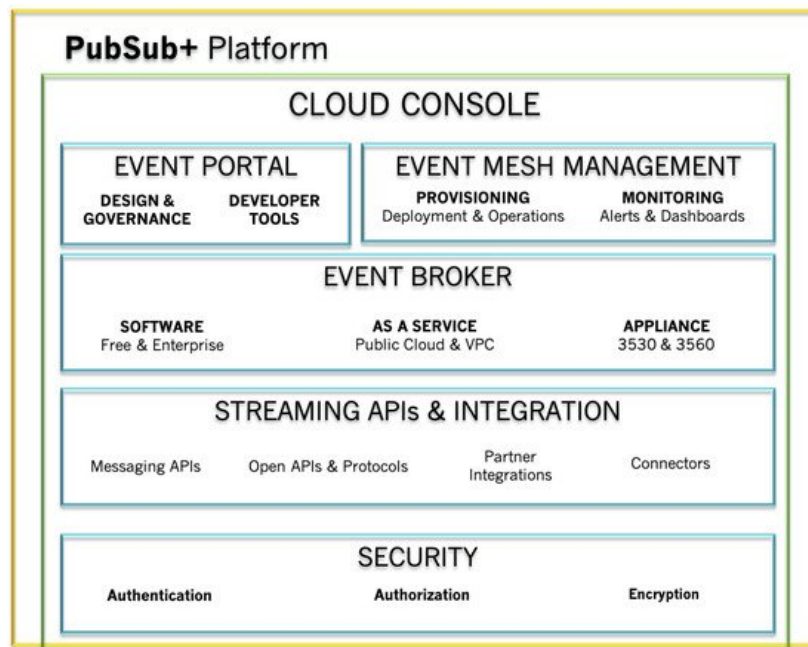 PubSub+ Platform
CLOUD CONSOLE
EVENT PORTAL
DESIGN &
GOVERNANCE
DEVELOPER
TOOLS
EVENT MESH MANAGEMENT
PROVISIONING
Deployment & Operations
MONITORING
Alerts & Dashboards
EVENT BROKER
SOFTWARE
Free & Enterprise
AS A SERVICE
Public Cloud & VPC
APPLIANCE
3530 & 3560
STREAMING APIs & INTEGRATION
Messaging APIs
Open APIs & Protocols
Partner
Integrations
Connectors
SECURITY
Authentication
Authorization
Encryption